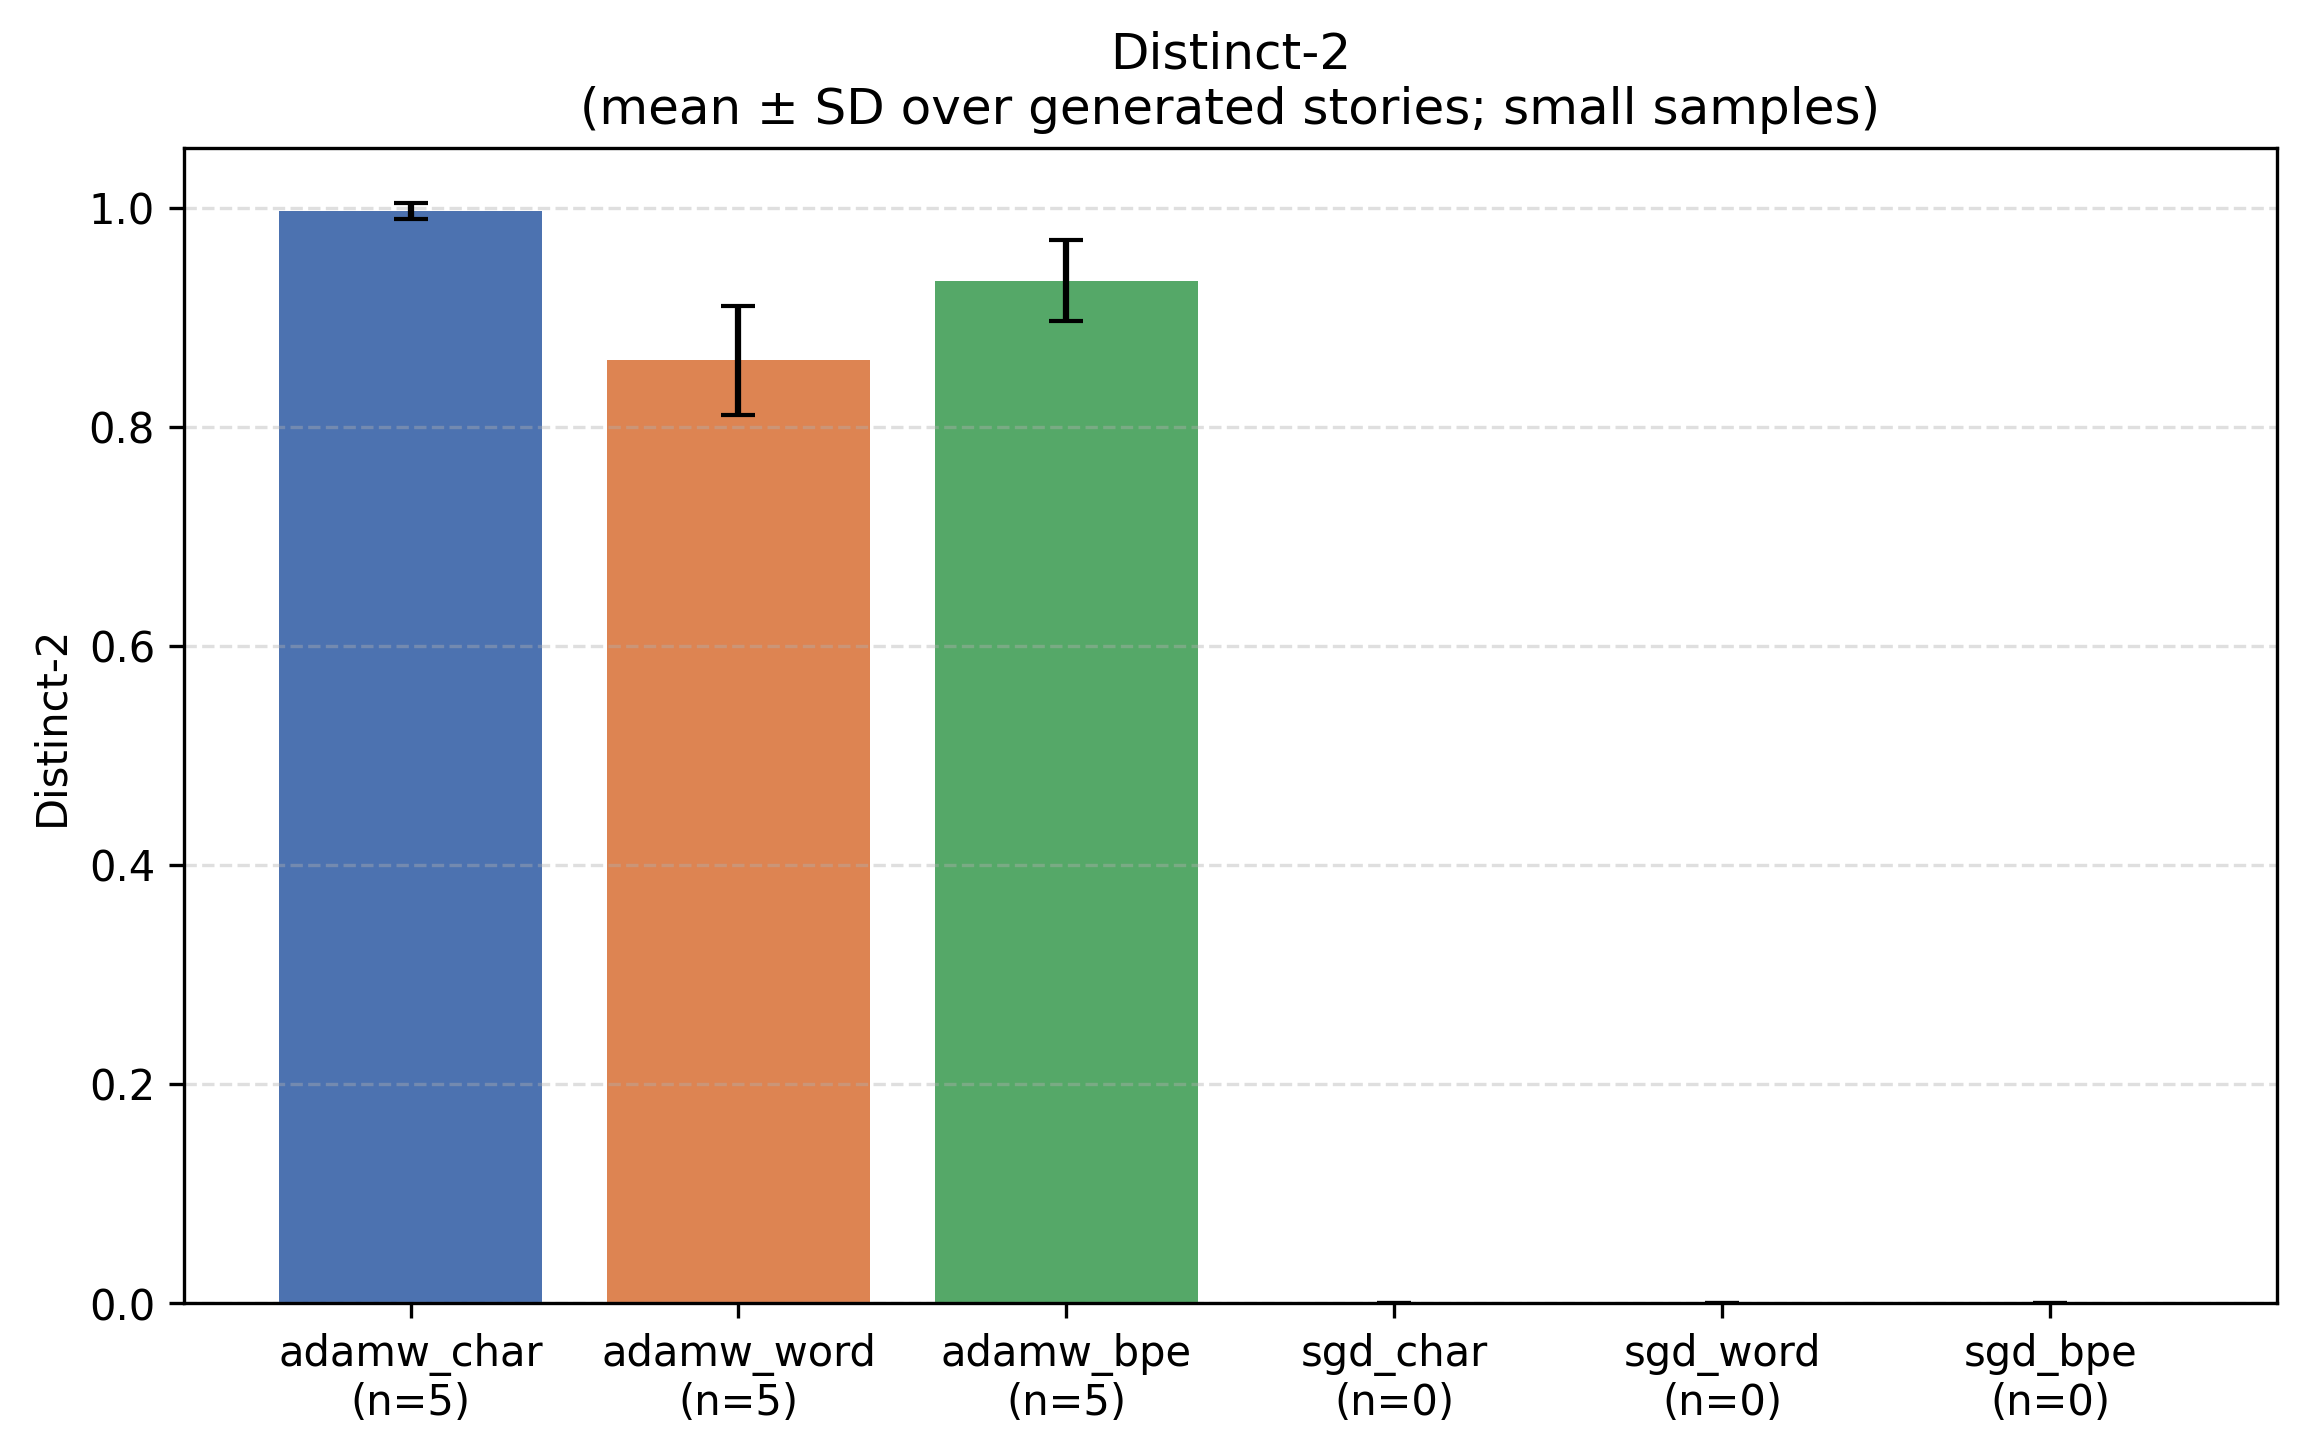 Distinct-2
(mean ± SD over generated stories; small samples)
Distinct-2
1.0
0.8
0.6
0.4
0.2
0.0
adamw_char
(n=5)
adamw_word
(n=5)
adamw_bpe
(n=5)
sgd_char
(n=0)
sgd_word
(n=0)
sgd_bpe
(n=0)